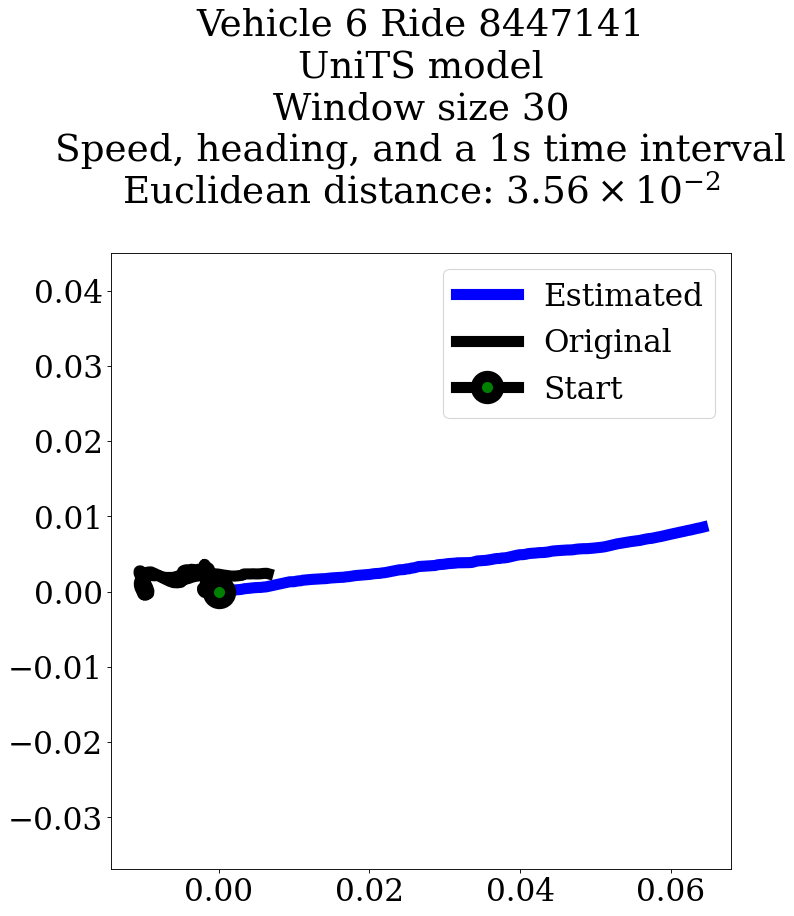 Vehicle 6 Ride 8447141
UniTS model
Window size 30
Speed, heading, and a 1s time interval
Euclidean distance: 3.56 × 10⁻²
Estimated
Original
Start
0.04
0.03
0.02
0.01
0.00
−0.01
−0.02
−0.03
0.00 0.02 0.04 0.06